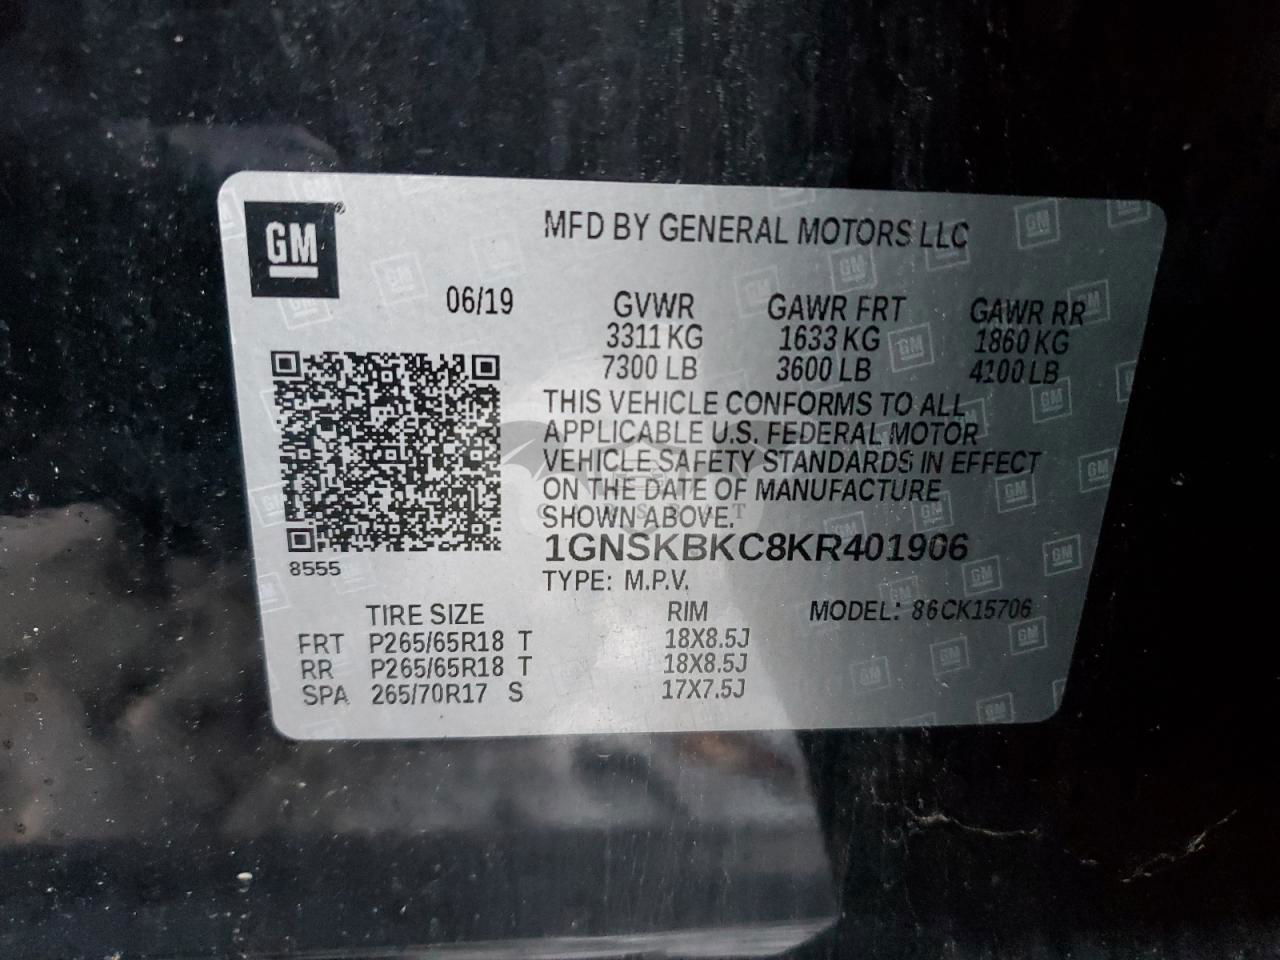 GM
MFD BY GENERAL MOTORS LLC
06/19 GVWR GAWR FRT GAWR RR
3311 KG 1633 KG 1860 KG
7300 LB 3600 LB 4100 LB
THIS VEHICLE CONFORMS TO ALL
APPLICABLE U.S. FEDERAL MOTOR
VEHICLE SAFETY STANDARDS IN EFFECT
ON THE DATE OF MANUFACTURE
SHOWN ABOVE.
1GNSKBKC8KR401906
8555
TYPE: M.P.V.
TIRE SIZE RIM MODEL: 86CK15706
FRT P265/65R18 T 18X8.5J
RR P265/65R18 T 18X8.5J
SPA 265/70R17 S 17X7.5J